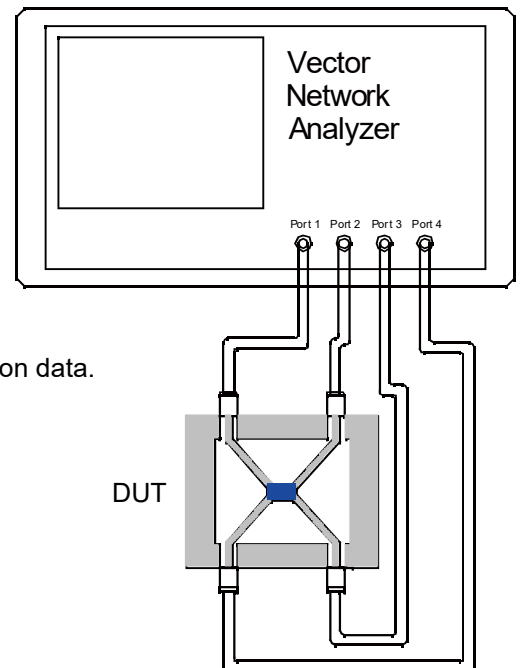 Vector
Network
Analyzer
Port 1 Port 2 Port 3 Port 4
on data.
DUT